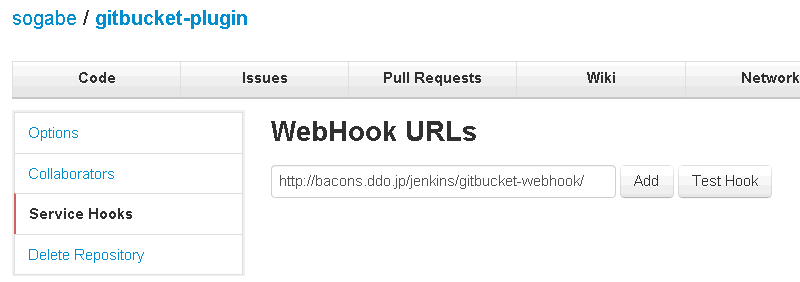 sogabe / gitbucket-plugin
Code Issues Pull Requests Wiki Network
Options
Collaborators
Service Hooks
Delete Repository
WebHook URLs
http://bacons.ddo.jp/jenkins/gitbucket-webhook/ Add Test Hook